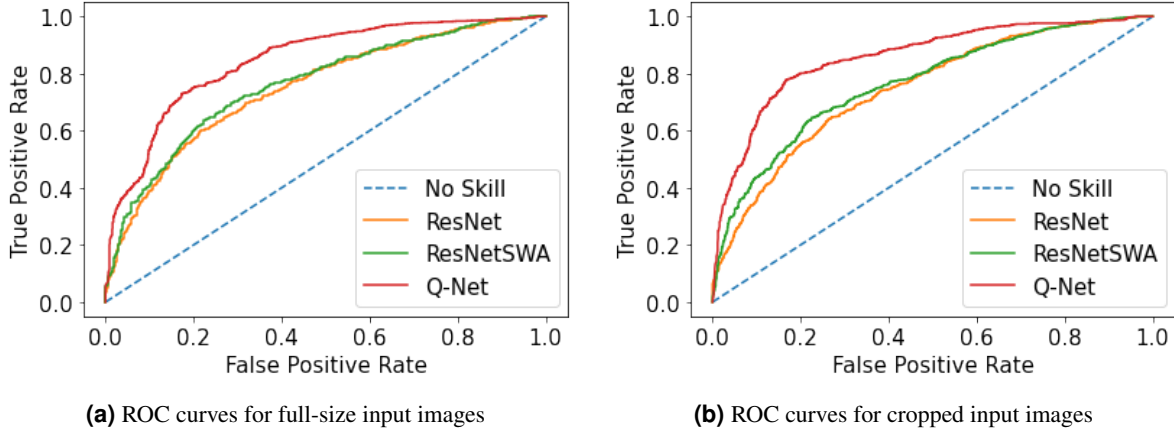 1.0
0.8
0.6
0.4
0.2
0.0
True Positive Rate
No Skill
ResNet
ResNetSWA
Q-Net
0.0 0.2 0.4 0.6 0.8 1.0
False Positive Rate
(a) ROC curves for full-size input images
1.0
0.8
0.6
0.4
0.2
0.0
True Positive Rate
No Skill
ResNet
ResNetSWA
Q-Net
0.0 0.2 0.4 0.6 0.8 1.0
False Positive Rate
(b) ROC curves for cropped input images